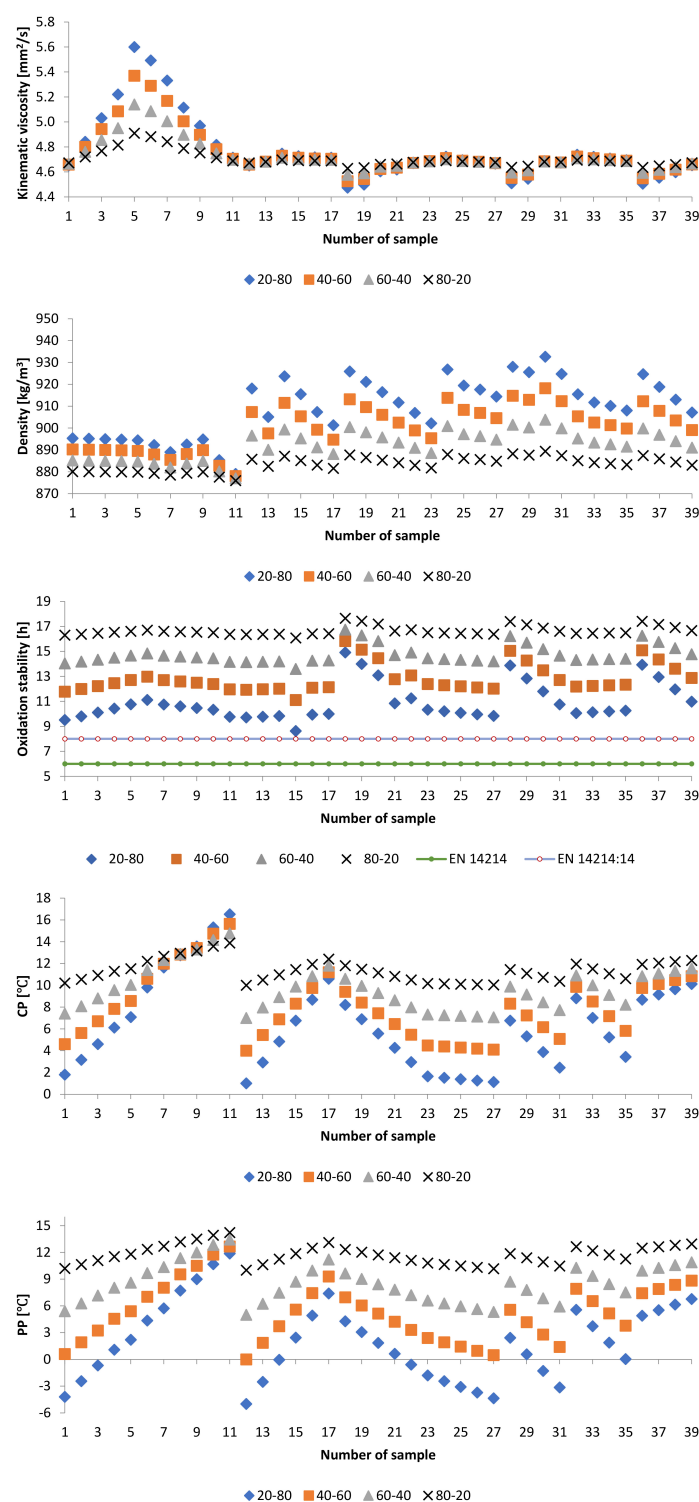 Kinematic viscosity [mm²/s]
5.8
5.6
5.4
5.2
5.0
4.8
4.6
4.4
1 3 5 7 9 11 13 15 17 19 21 23 25 27 29 31 33 35 37 39
Number of sample
20-80 40-60 60-40 80-20
Density [kg/m³]
950
940
930
920
910
900
890
880
870
1 3 5 7 9 11 13 15 17 19 21 23 25 27 29 31 33 35 37 39
Number of sample
20-80 40-60 60-40 80-20
Oxidation stability [h]
19
17
15
13
11
9
7
5
1 3 5 7 9 11 13 15 17 19 21 23 25 27 29 31 33 35 37 39
Number of sample
20-80 40-60 60-40 80-20 EN 14214 EN 14214:14
CP [°C]
18
16
14
12
10
8
6
4
2
0
1 3 5 7 9 11 13 15 17 19 21 23 25 27 29 31 33 35 37 39
Number of sample
20-80 40-60 60-40 80-20
PP [°C]
15
12
9
6
3
0
-3
-6
1 3 5 7 9 11 13 15 17 19 21 23 25 27 29 31 33 35 37 39
Number of sample
20-80 40-60 60-40 80-20